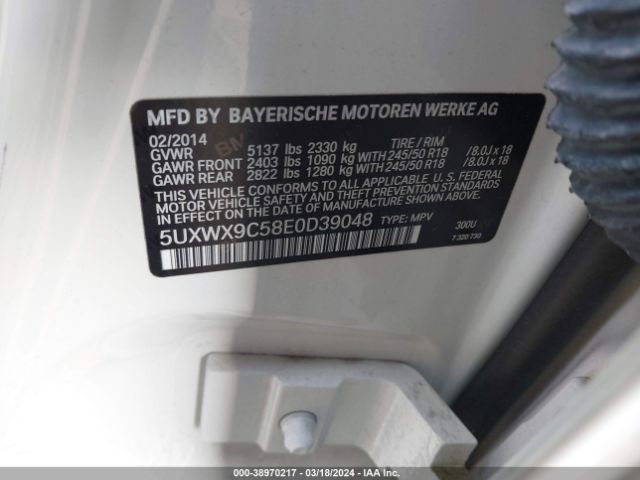 MFD BY BAYERISCHE MOTOREN WERKE AG
02/2014
GVWR 5137 lbs 2330 kg TIRE / RIM
GAWR FRONT 2403 lbs 1090 kg WITH 245/50 R18 /8.0J x 18
GAWR REAR 2822 lbs 1280 kg WITH 245/50 R18 /8.0J x 18
THIS VEHICLE CONFORMS TO ALL APPLICABLE U. S. FEDERAL
MOTOR VEHICLE SAFETY AND THEFT PREVENTION STANDARDS
IN EFFECT ON THE DATE OF MANUFACTURE SHOWN ABOVE.
5UXWX9C58E0D39048 TYPE: MPV 300U
7 320 730
000-38970217 - 03/18/2024 - IAA Inc.